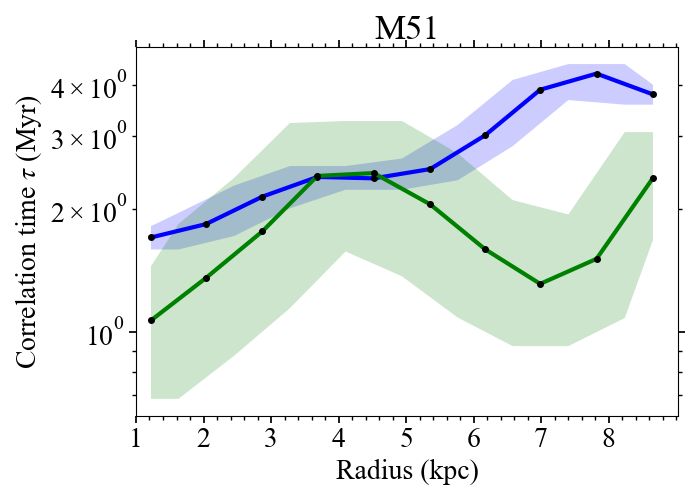 M51
Correlation time τ (Myr)
4 × 10⁰
3 × 10⁰
2 × 10⁰
10⁰
1 2 3 4 5 6 7 8
Radius (kpc)